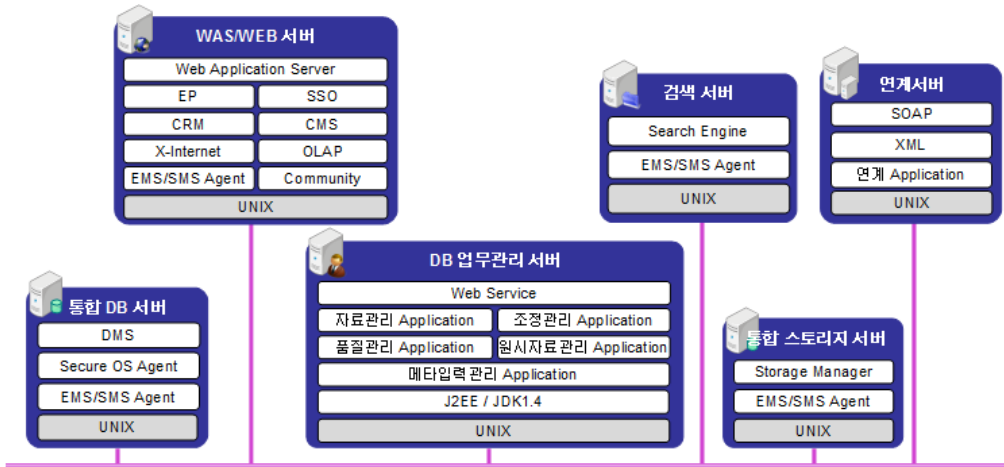 WAS/WEB 서버
Web Application Server
EP
SSO
CRM
CMS
X-Internet
OLAP
EMS/SMS Agent
Community
UNIX
검색 서버
Search Engine
EMS/SMS Agent
UNIX
연계서버
SOAP
XML
연계 Application
UNIX
통합 DB 서버
DMS
Secure OS Agent
EMS/SMS Agent
UNIX
DB 업무관리 서버
Web Service
자료관리 Application
조정관리 Application
품질관리 Application
원시자료관리 Application
메타입력관리 Application
J2EE / JDK1.4
UNIX
통합 스토리지 서버
Storage Manager
EMS/SMS Agent
UNIX